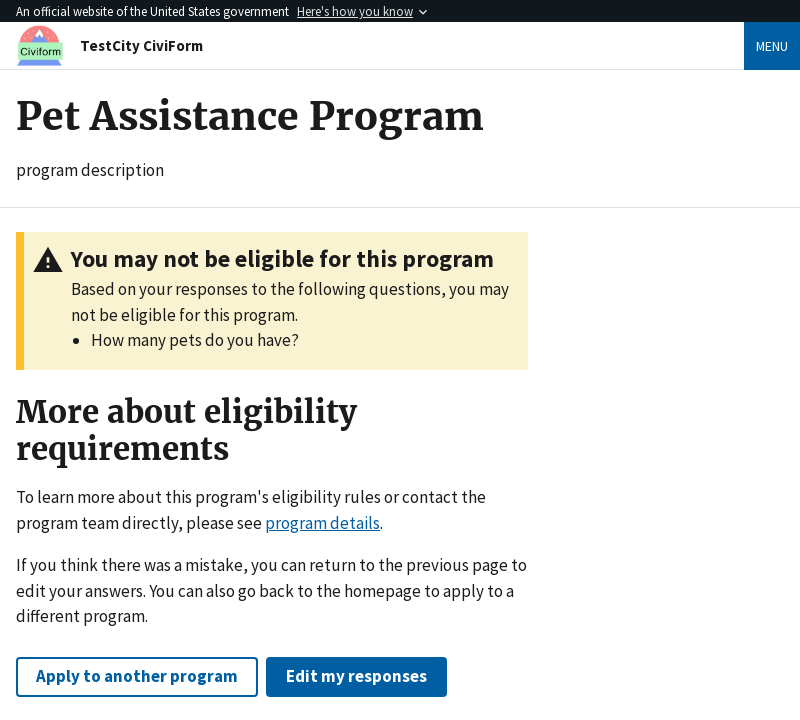 An official website of the United States government Here's how you know
Civiform
TestCity CiviForm
MENU
Pet Assistance Program
program description
You may not be eligible for this program
Based on your responses to the following questions, you may
not be eligible for this program.
• How many pets do you have?
More about eligibility
requirements
To learn more about this program's eligibility rules or contact the
program team directly, please see program details.
If you think there was a mistake, you can return to the previous page to
edit your answers. You can also go back to the homepage to apply to a
different program.
Apply to another program
Edit my responses